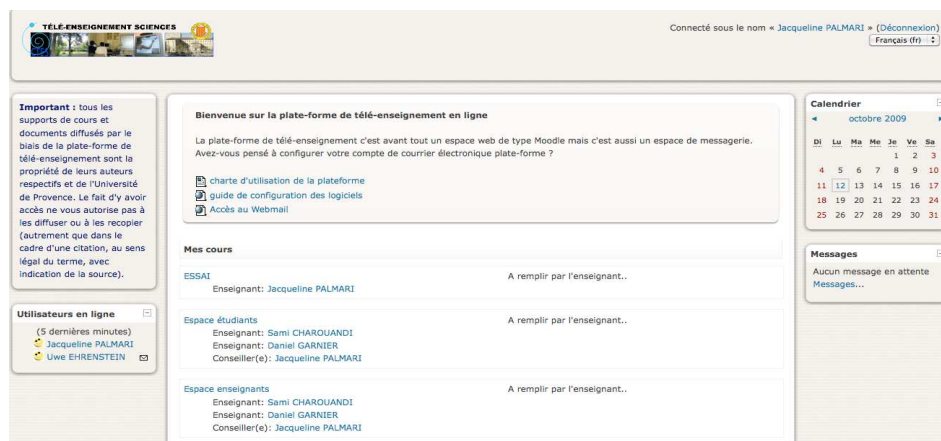 TÉLÉ-ENSEIGNEMENT SCIENCES
Connecté sous le nom « Jacqueline PALMARI » (Déconnexion)
Français (fr)
Important : tous les
supports de cours et
documents diffusés par le
biais de la plate-forme de
télé-enseignement sont la
propriété de leurs auteurs
respectifs et de l'Université
de Provence. Le fait d'y avoir
accès ne vous autorise pas à
les diffuser ou à les recopier
(autrement que dans le
cadre d'une citation, au sens
légal du terme, avec
indication de la source).
Utilisateurs en ligne
(5 dernières minutes)
Jacqueline PALMARI
Uwe EHRENSTEIN
Bienvenue sur la plate-forme de télé-enseignement en ligne
La plate-forme de télé-enseignement c'est avant tout un espace web de type Moodle mais c'est aussi un espace de messagerie.
Avez-vous pensé à configurer votre compte de courrier électronique plate-forme ?
charte d'utilisation de la plateforme
guide de configuration des logiciels
Accès au Webmail
Mes cours
ESSAI A remplir par l'enseignant..
Enseignant: Jacqueline PALMARI
Espace étudiants A remplir par l'enseignant..
Enseignant: Sami CHAROUANDI
Enseignant: Daniel GARNIER
Conseiller(e): Jacqueline PALMARI
Espace enseignants A remplir par l'enseignant..
Enseignant: Sami CHAROUANDI
Enseignant: Daniel GARNIER
Conseiller(e): Jacqueline PALMARI
Calendrier
octobre 2009
Di Lu Ma Me Je Ve Sa
1 2 3
4 5 6 7 8 9 10
11 12 13 14 15 16 17
18 19 20 21 22 23 24
25 26 27 28 29 30 31
Messages
Aucun message en attente
Messages...